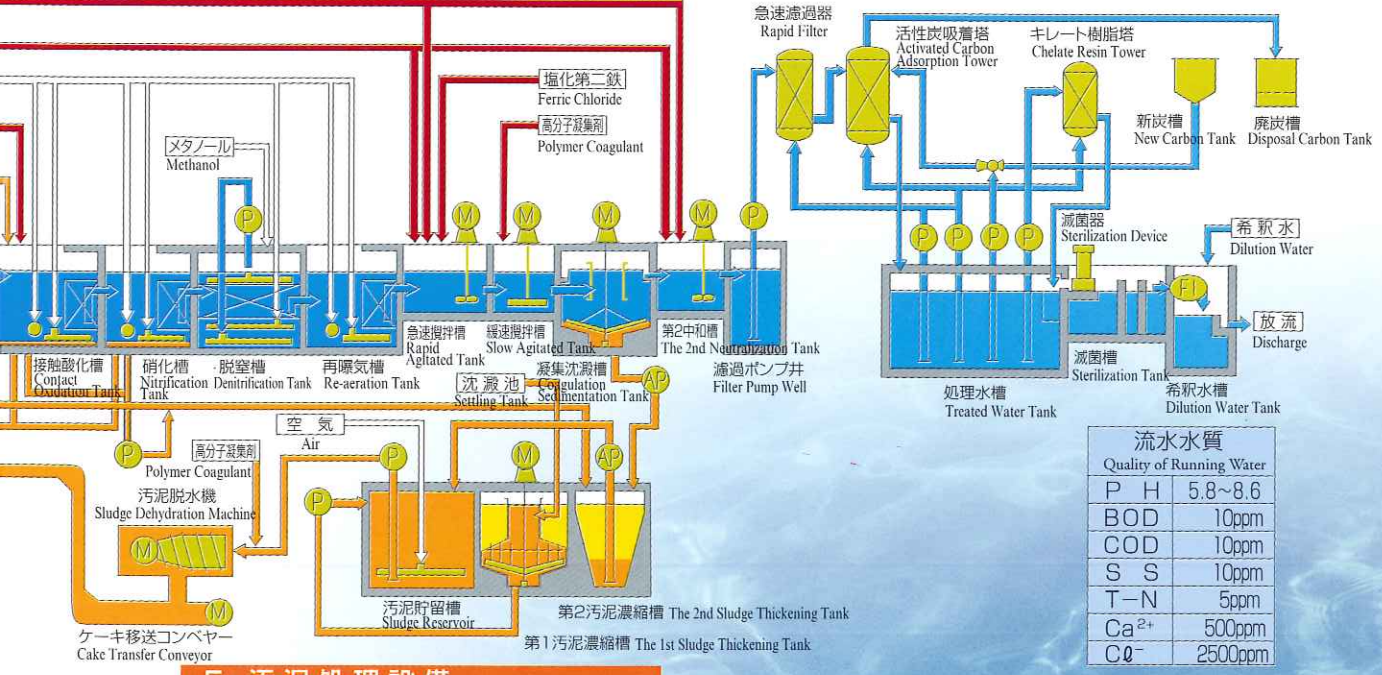 急速濾過器
Rapid Filter
活性炭吸着塔
Activated Carbon
Adsorption Tower
キレート樹脂塔
Chelate Resin Tower
塩化第二鉄
Ferric Chloride
高分子凝集剤
Polymer Coagulant
新炭槽
New Carbon Tank
廃炭槽
Disposal Carbon Tank
メタノール
Methanol
P
M
M
M
M
P
P
P
P
P
滅菌器
Sterilization Device
希釈水
Dilution Water
FI
放流
Discharge
接触酸化槽
Contact
Oxidation Tank
硝化槽
Nitrification
Tank
脱窒槽
Denitrification Tank
再曝気槽
Re-aeration Tank
急速攪拌槽
Rapid
Agitated Tank
緩速攪拌槽
Slow Agitated Tank
凝集沈澱槽
Coagulation
Sedimentation Tank
第2中和槽
The 2nd Neutralization Tank
濾過ポンプ井
Filter Pump Well
処理水槽
Treated Water Tank
滅菌槽
Sterilization Tank
希釈水槽
Dilution Water Tank
沈澱池
Settling Tank
AP
空気
Air
P
高分子凝集剤
Polymer Coagulant
P
M
AP
P
汚泥脱水機
Sludge Dehydration Machine
M
M
ケーキ移送コンベヤー
Cake Transfer Conveyor
汚泥貯留槽
Sludge Reservoir
第2汚泥濃縮槽 The 2nd Sludge Thickening Tank
第1汚泥濃縮槽 The 1st Sludge Thickening Tank
流水水質
Quality of Running Water
P H 5.8~8.6
BOD 10ppm
COD 10ppm
S S 10ppm
T-N 5ppm
Ca²⁺ 500ppm
Cℓ⁻ 2500ppm